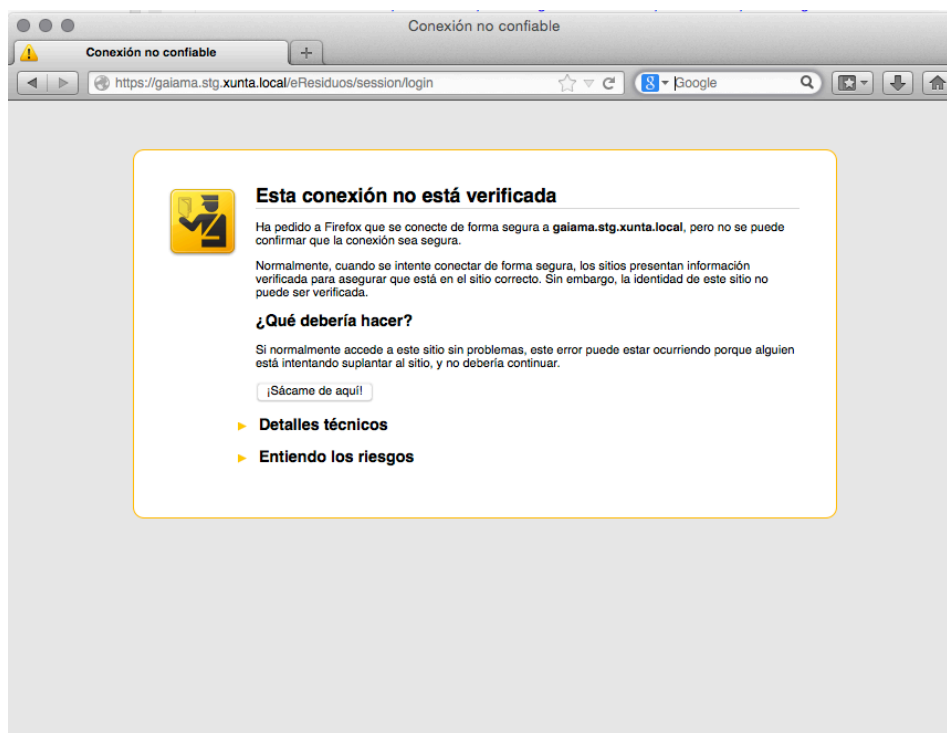 Conexión no confiable
Conexión no confiable
https://gaiama.stg.xunta.local/eResiduos/session/login
Google
Esta conexión no está verificada
Ha pedido a Firefox que se conecte de forma segura a gaiama.stg.xunta.local, pero no se puede
confirmar que la conexión sea segura.
Normalmente, cuando se intente conectar de forma segura, los sitios presentan información
verificada para asegurar que está en el sitio correcto. Sin embargo, la identidad de este sitio no
puede ser verificada.
¿Qué debería hacer?
Si normalmente accede a este sitio sin problemas, este error puede estar ocurriendo porque alguien
está intentando suplantar al sitio, y no debería continuar.
¡Sácame de aquí!
Detalles técnicos
Entiendo los riesgos